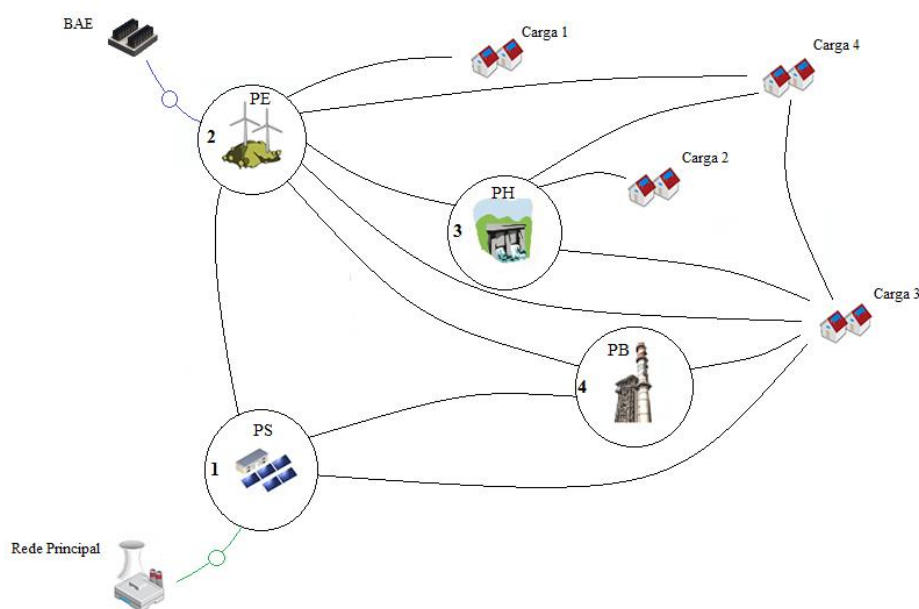 BAE
Carga 1
Carga 4
PE
2
Carga 2
PH
3
Carga 3
PB
4
PS
1
Rede Principal